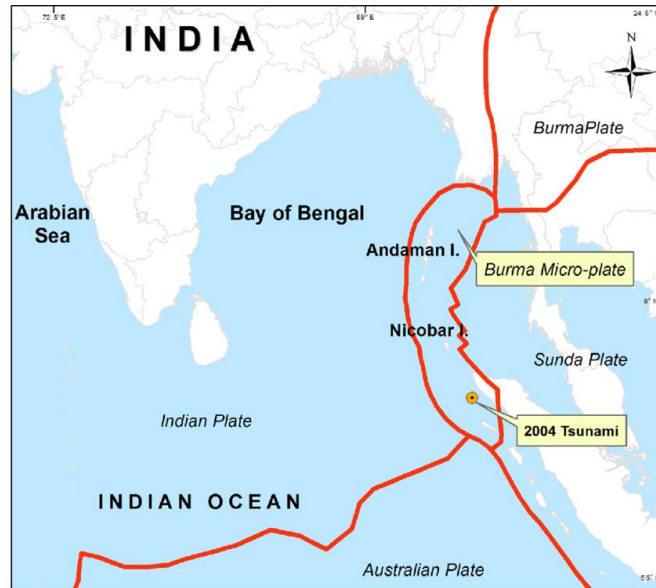 72.5°E
89°E
24.5°
INDIA
N
BurmaPlate
Arabian
Sea
Bay of Bengal
Andaman I.
Burma Micro-plate
Nicobar I.
Sunda Plate
Indian Plate
2004 Tsunami
INDIAN OCEAN
Australian Plate